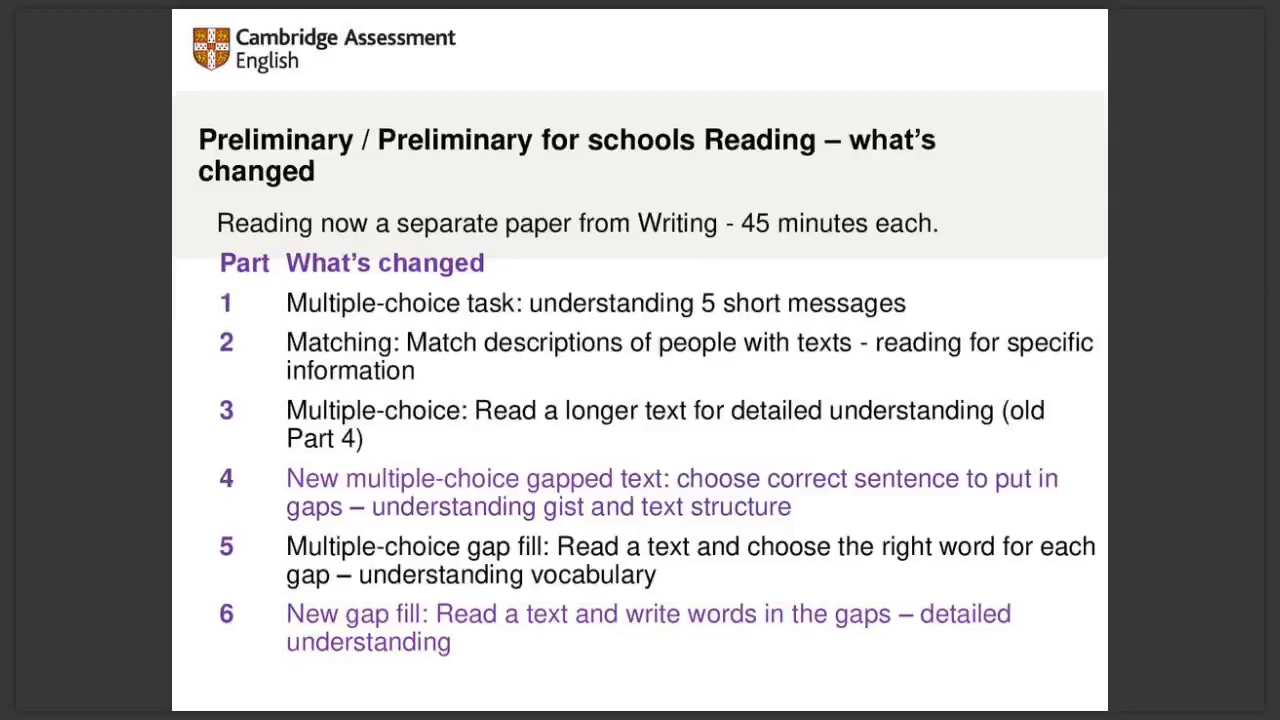 Cambridge Assessment
English
Preliminary / Preliminary for schools Reading – what's
changed
Reading now a separate paper from Writing - 45 minutes each.
Part What's changed
1 Multiple-choice task: understanding 5 short messages
2 Matching: Match descriptions of people with texts - reading for specific
information
3 Multiple-choice: Read a longer text for detailed understanding (old
Part 4)
4 New multiple-choice gapped text: choose correct sentence to put in
gaps – understanding gist and text structure
5 Multiple-choice gap fill: Read a text and choose the right word for each
gap – understanding vocabulary
6 New gap fill: Read a text and write words in the gaps – detailed
understanding